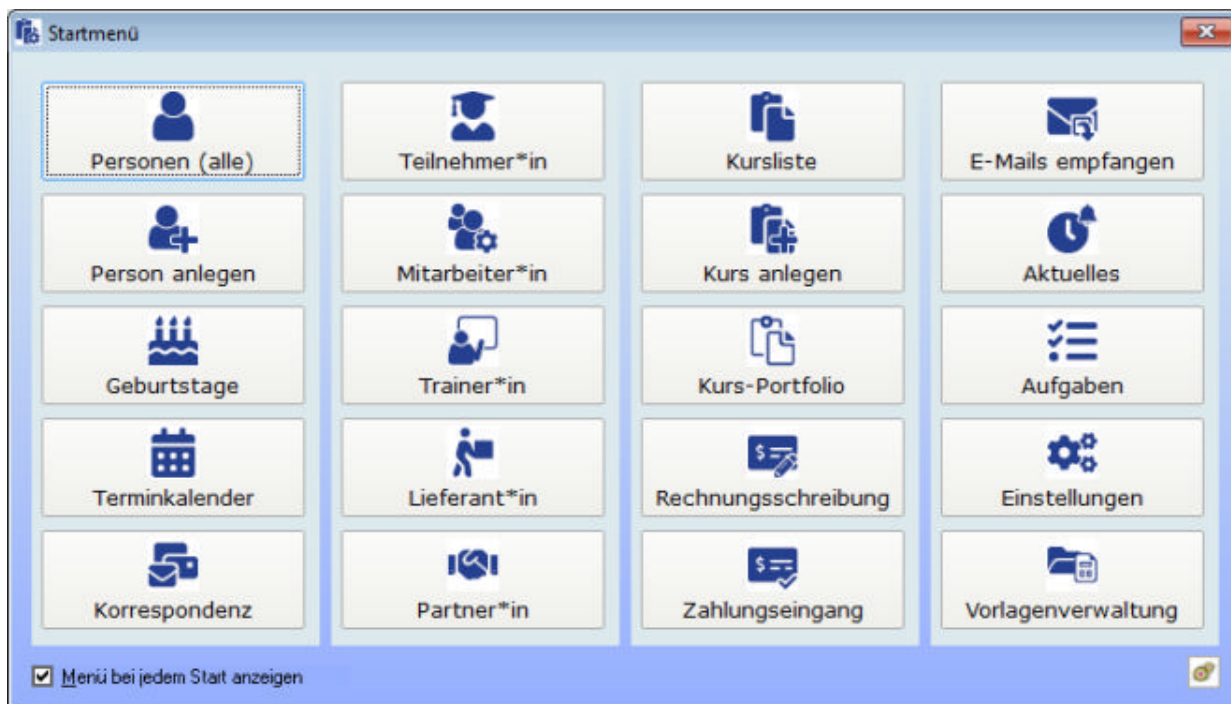 Startmenü
Personen (alle)
Teilnehmer*in
Kursliste
E-Mails empfangen
Person anlegen
Mitarbeiter*in
Kurs anlegen
Aktuelles
Geburtstage
Trainer*in
Kurs-Portfolio
Aufgaben
Terminkalender
Lieferant*in
Rechnungsschreibung
Einstellungen
Korrespondenz
Partner*in
Zahlungseingang
Vorlagenverwaltung
Menü bei jedem Start anzeigen